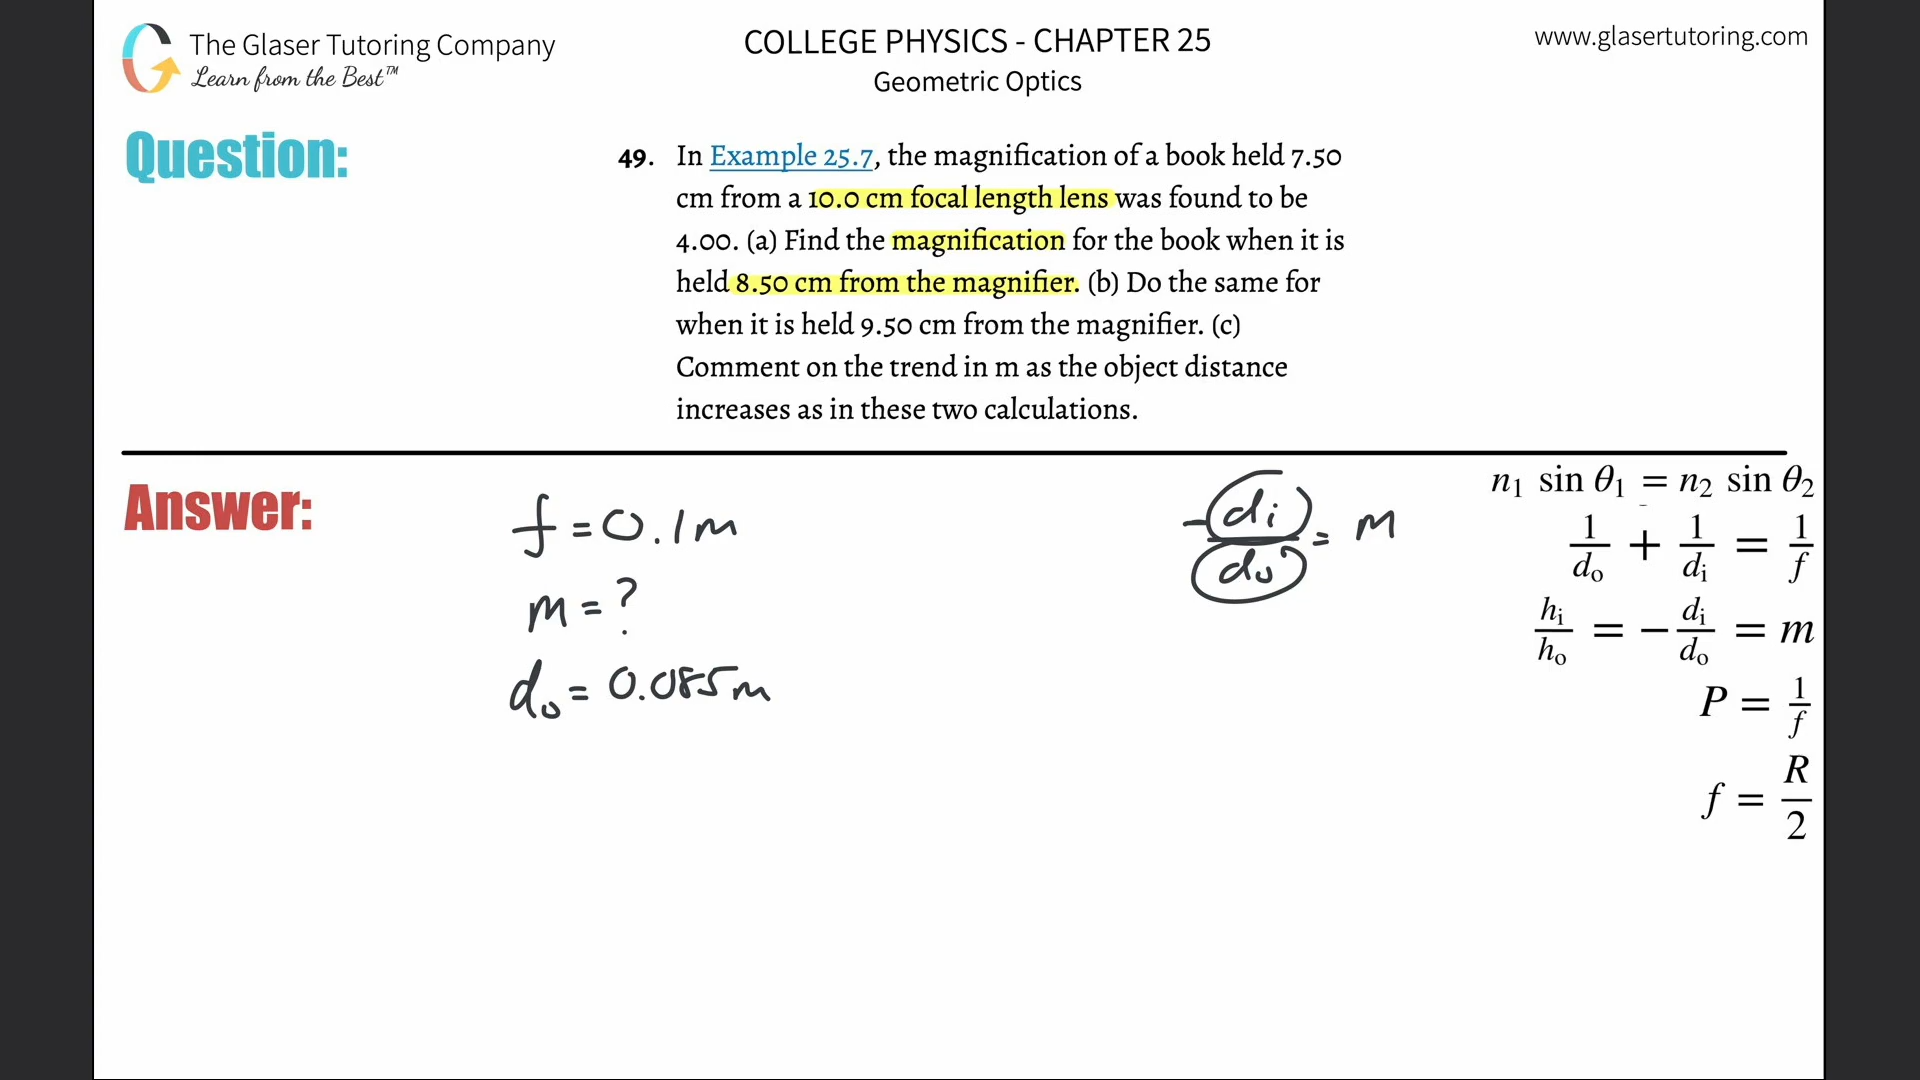 The Glaser Tutoring Company
Learn from the Best™
COLLEGE PHYSICS - CHAPTER 25
Geometric Optics
www.glasertutoring.com
Question:
49. In Example 25.7, the magnification of a book held 7.50
cm from a 10.0 cm focal length lens was found to be
4.00. (a) Find the magnification for the book when it is
held 8.50 cm from the magnifier. (b) Do the same for
when it is held 9.50 cm from the magnifier. (c)
Comment on the trend in m as the object distance
increases as in these two calculations.
Answer:
f = 0.1m
m = ?
do = 0.085m
-di/do = m
n₁ sin θ₁ = n₂ sin θ₂
1/do + 1/di = 1/f
hi/ho = −di/do = m
P = 1/f
f = R/2